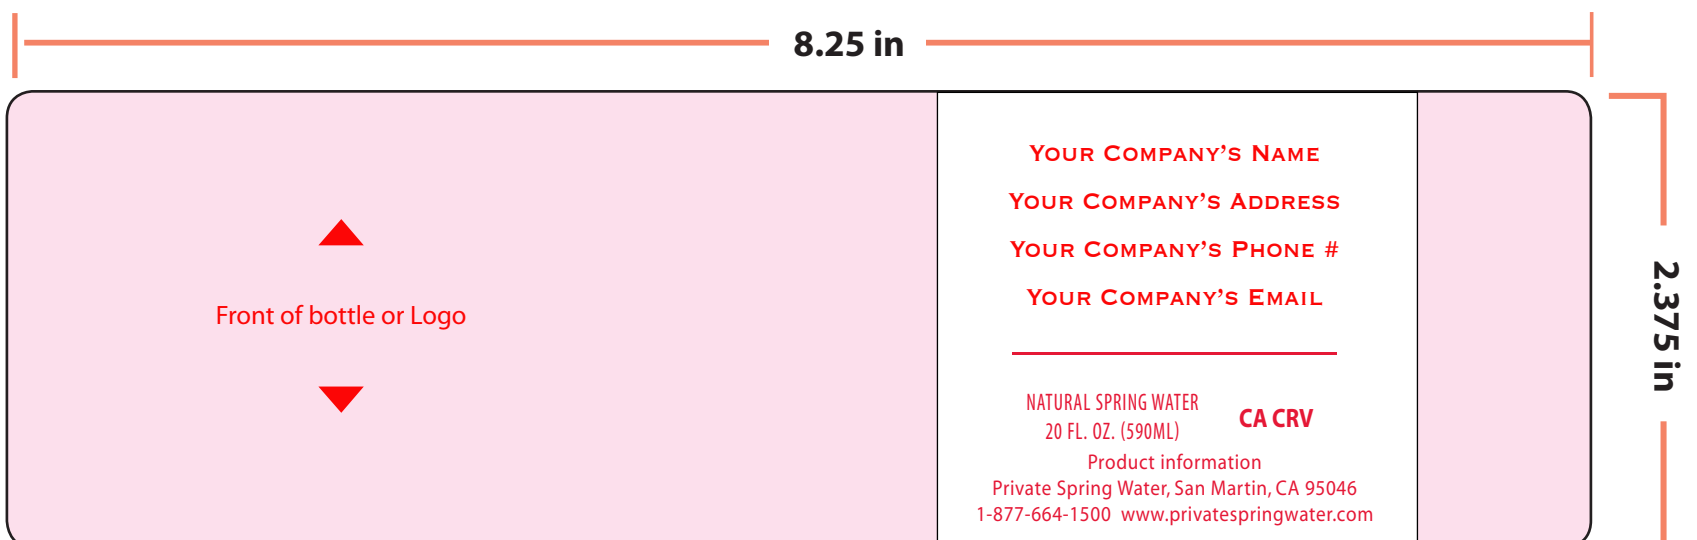 8.25 in
Your Company’s Name
Your Company’s Address
Your Company’s Phone #
Your Company’s Email
Front of bottle or Logo
2.375 in
NATURAL SPRING WATER
20 FL. OZ. (590ML)
CA CRV
Product information
Private Spring Water, San Martin, CA 95046
1-877-664-1500 www.privatespringwater.com